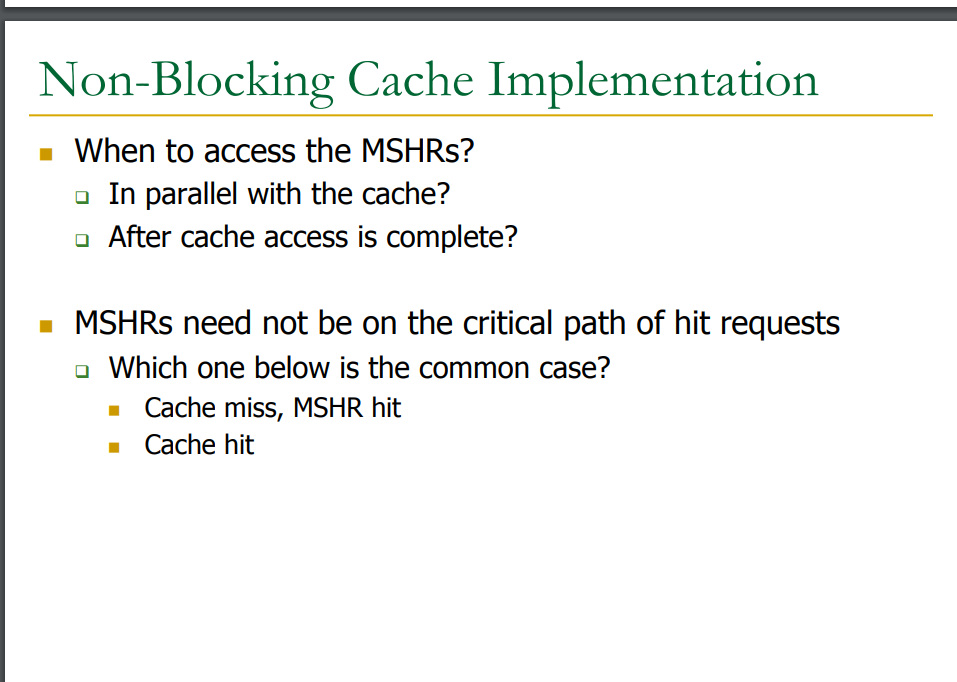 Non-Blocking Cache Implementation
When to access the MSHRs?
In parallel with the cache?
After cache access is complete?
MSHRs need not be on the critical path of hit requests
Which one below is the common case?
Cache miss, MSHR hit
Cache hit